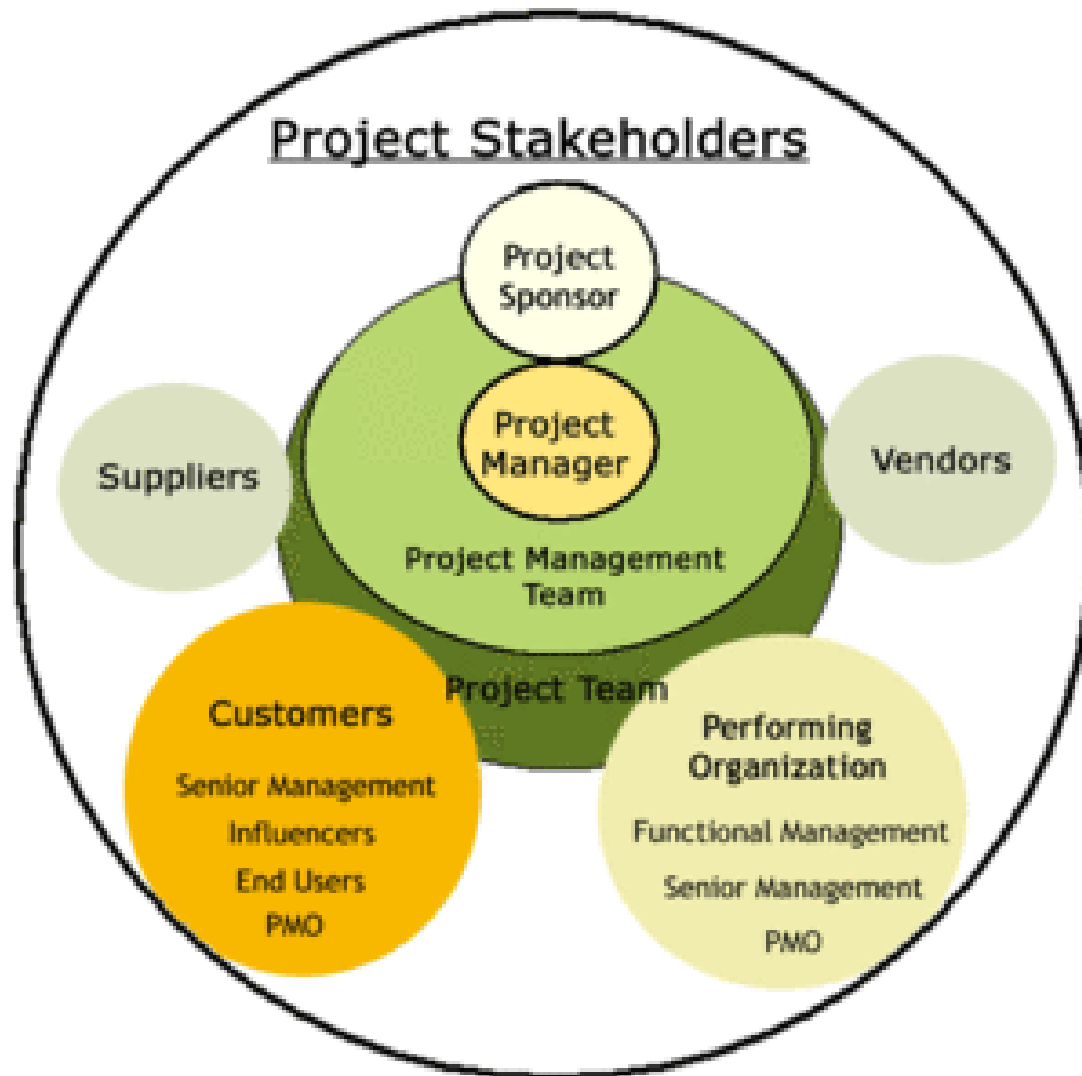 Project Stakeholders
Project
Sponsor
Project
Manager
Suppliers
Vendors
Project Management
Team
Project Team
Customers
Senior Management
Influencers
End Users
PMO
Performing
Organization
Functional Management
Senior Management
PMO